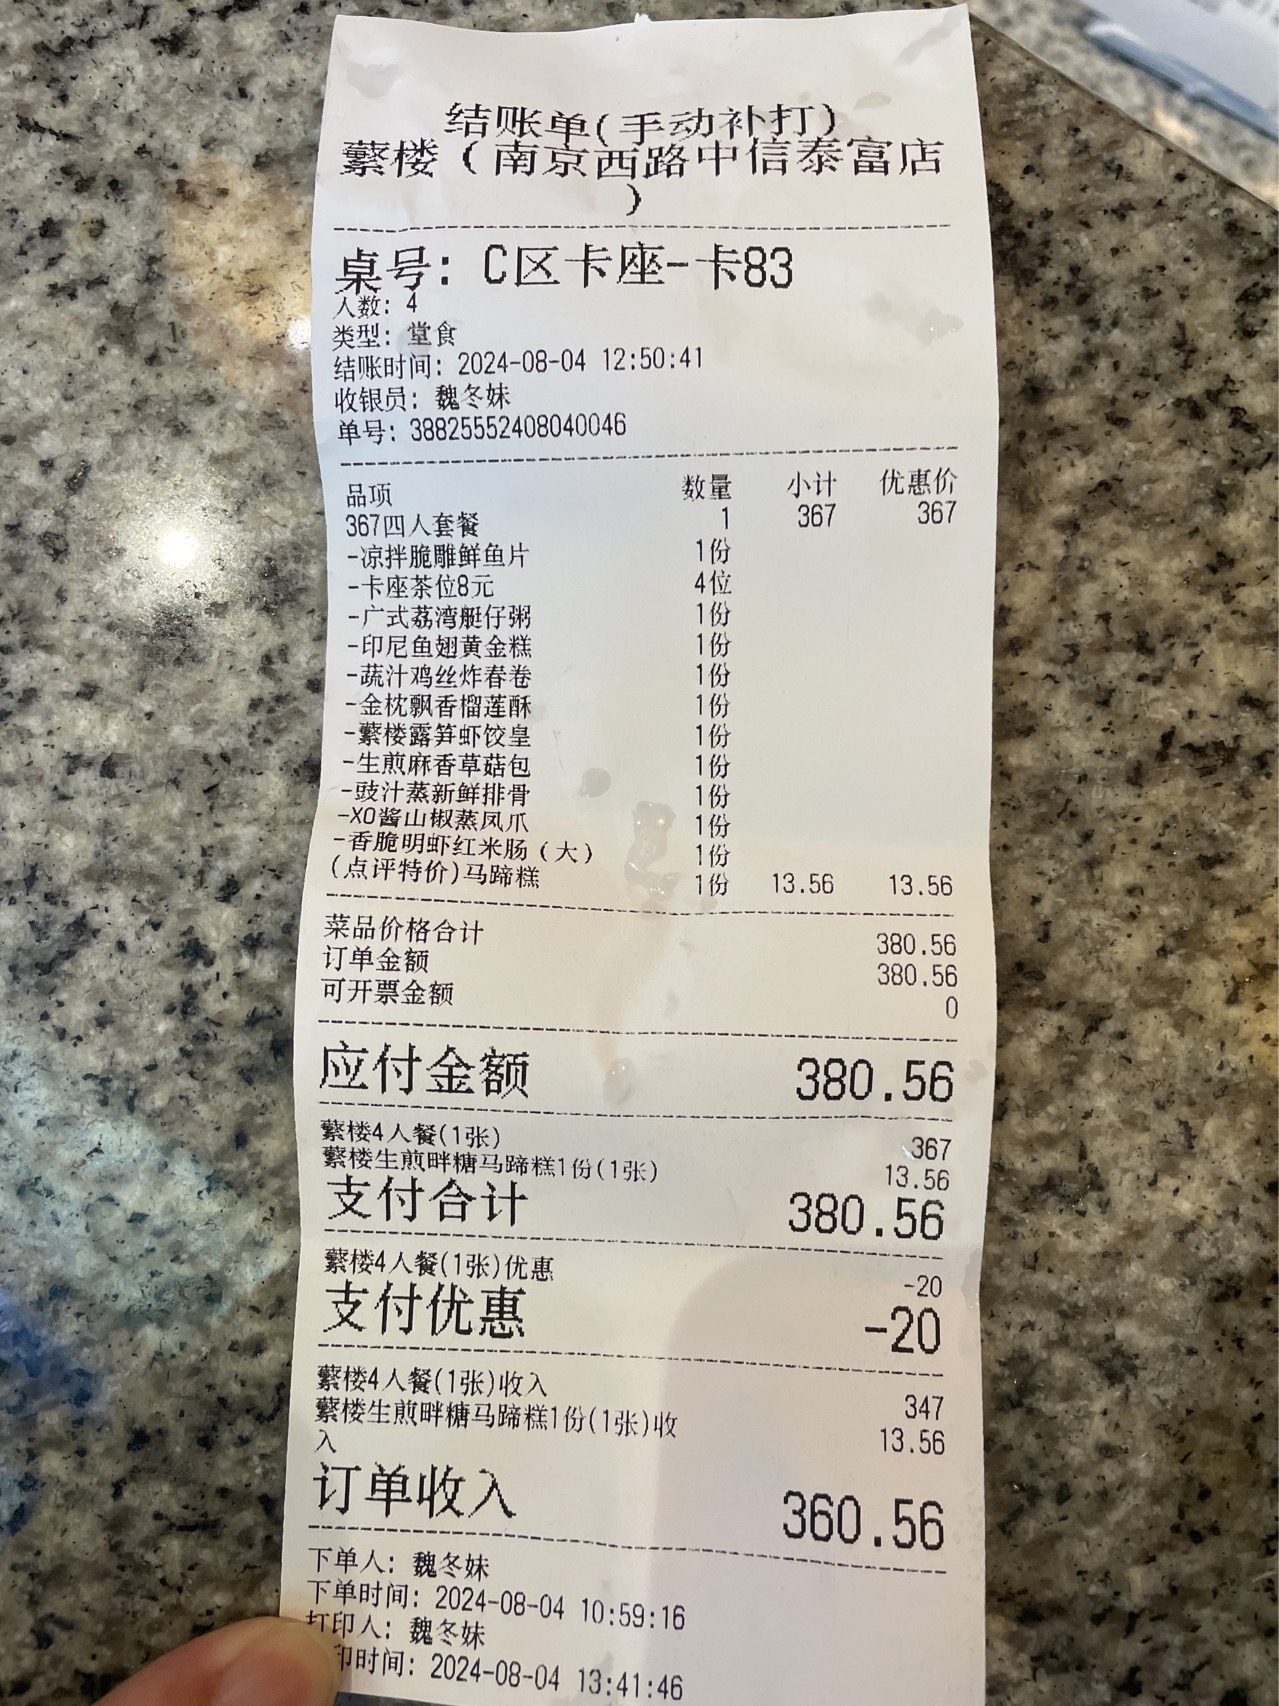 结账单(手动补打)
蘩楼（南京西路中信泰富店
）
桌号: C区卡座-卡83
人数: 4
类型: 堂食
结账时间: 2024-08-04 12:50:41
收银员: 魏冬妹
单号: 38825552408040046
品项 数量 小计 优惠价
367四人套餐 1 367 367
-凉拌脆雕鲜鱼片 1份
-卡座茶位8元 4位
-广式荔湾艇仔粥 1份
-印尼鱼翅黄金糕 1份
-蔬汁鸡丝炸春卷 1份
-金枕飘香榴莲酥 1份
-蘩楼露笋虾饺皇 1份
-生煎麻香草菇包 1份
-豉汁蒸新鲜排骨 1份
-XO酱山椒蒸凤爪 1份
-香脆明虾红米肠（大） 1份
(点评特价)马蹄糕 1份 13.56 13.56
菜品价格合计 380.56
订单金额 380.56
可开票金额 0
应付金额 380.56
蘩楼4人餐(1张) 367
蘩楼生煎畔糖马蹄糕1份(1张) 13.56
支付合计 380.56
蘩楼4人餐(1张)优惠 -20
支付优惠 -20
蘩楼4人餐(1张)收入 347
蘩楼生煎畔糖马蹄糕1份(1张)收 13.56
入
订单收入 360.56
下单人: 魏冬妹
下单时间: 2024-08-04 10:59:16
打印人: 魏冬妹
印时间: 2024-08-04 13:41:46